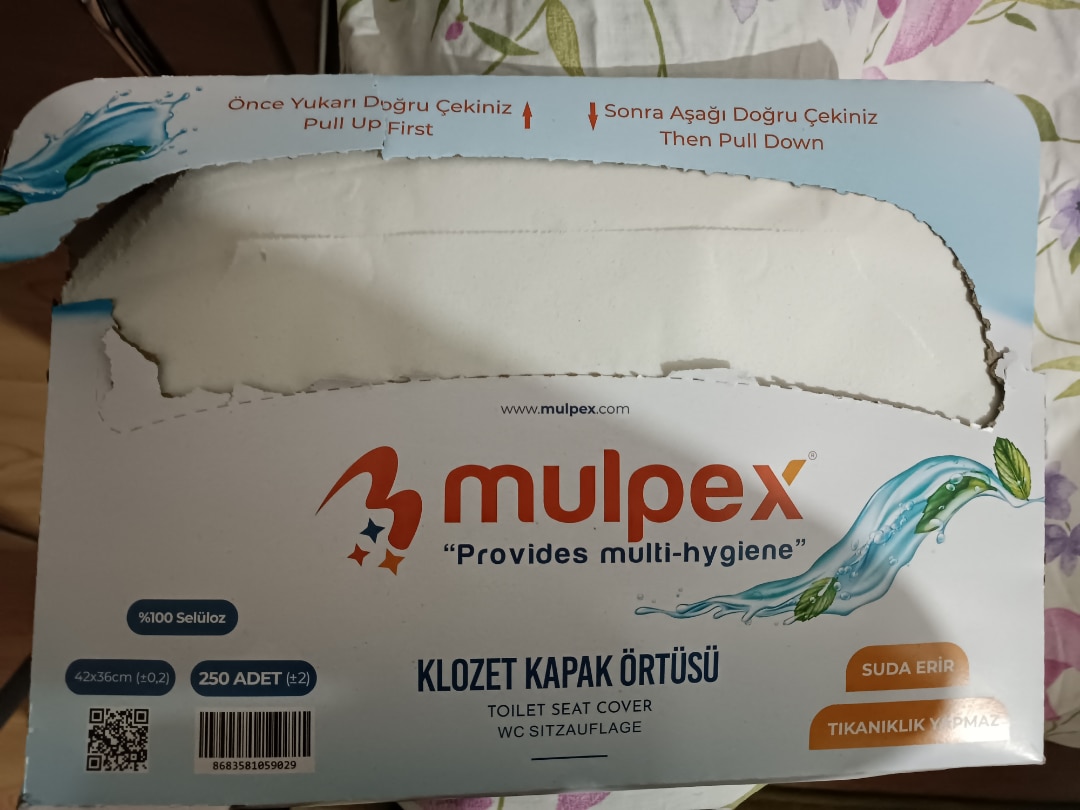 Önce Yukarı Doğru Çekiniz
Pull Up First
Sonra Aşağı Doğru Çekiniz
Then Pull Down
www.mulpex.com
mulpex®
“Provides multi-hygiene”
%100 Selüloz
42x36cm (±0,2)
250 ADET (±2)
8683581059029
KLOZET KAPAK ÖRTÜSÜ
TOILET SEAT COVER
WC SITZAUFLAGE
SUDA ERİR
TIKANIKLIK YAPMAZ